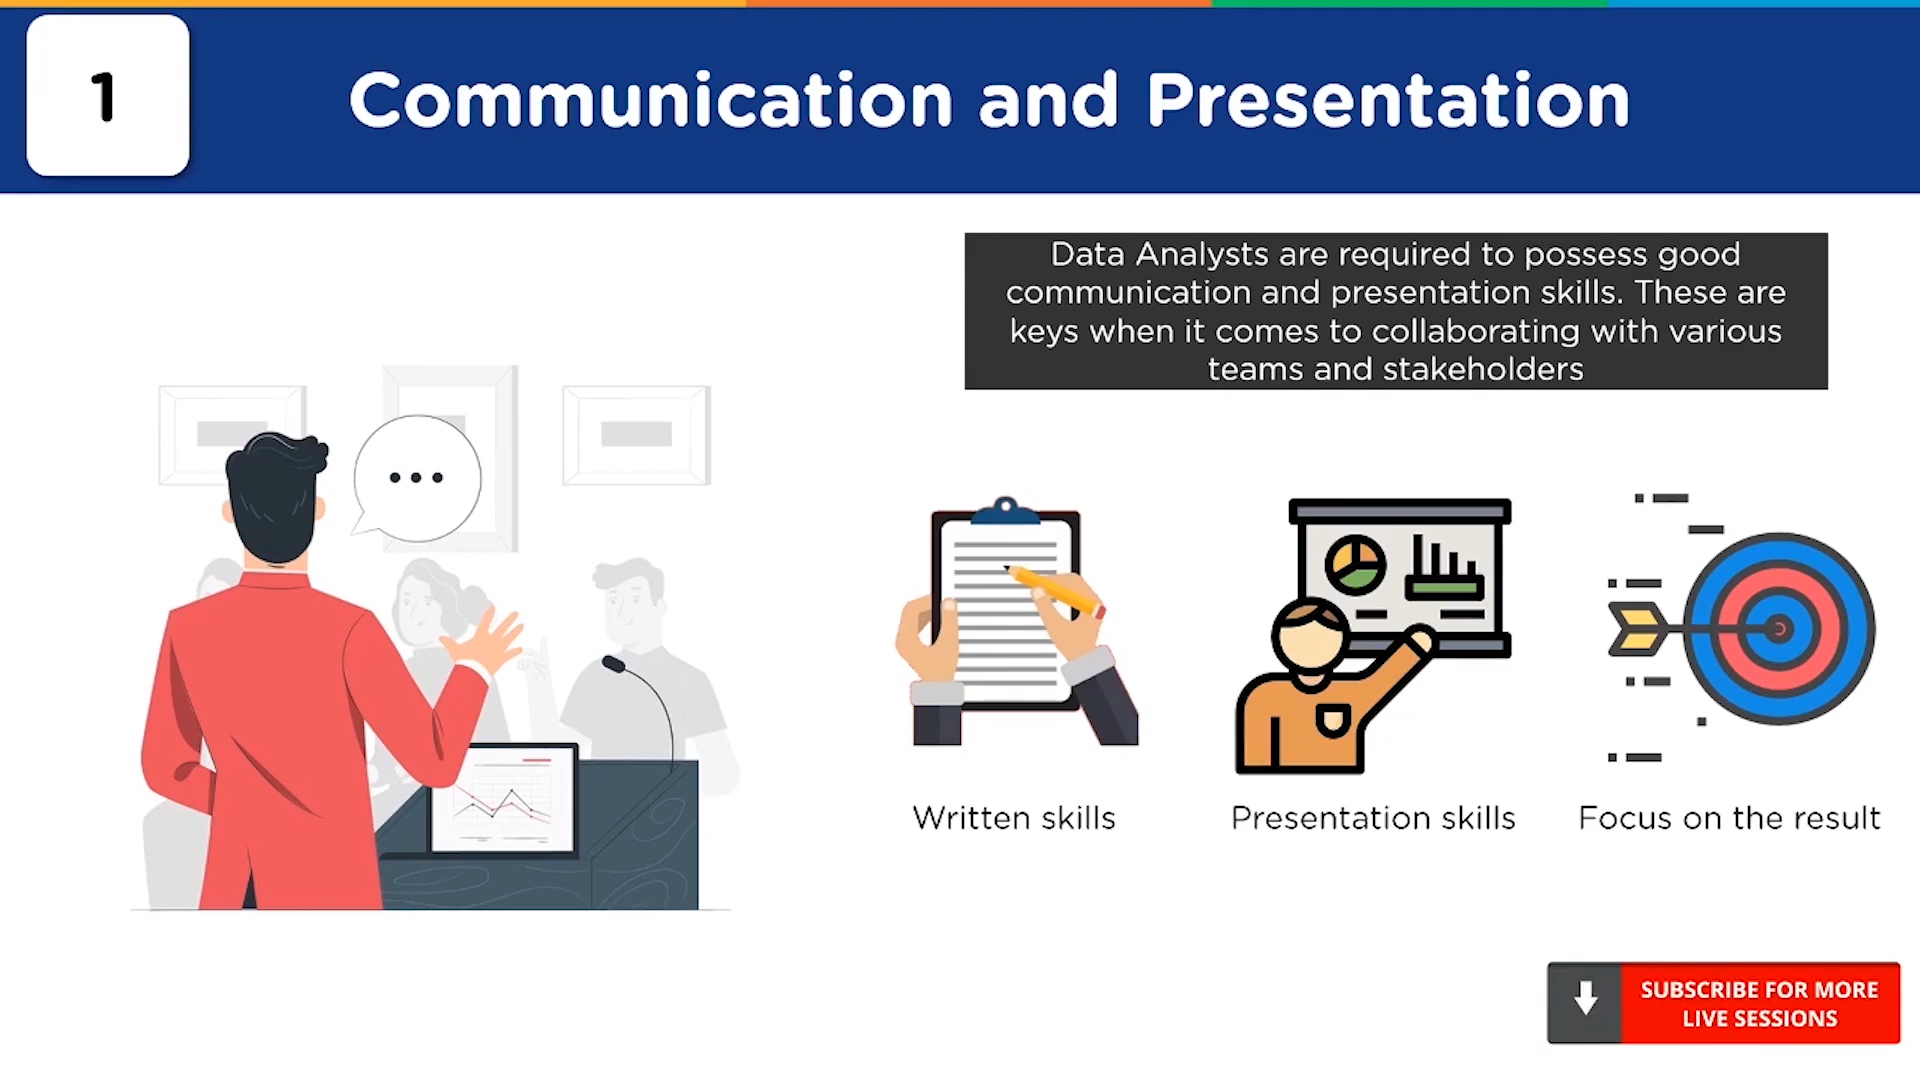 1
Communication and Presentation
Data Analysts are required to possess good
communication and presentation skills. These are
keys when it comes to collaborating with various
teams and stakeholders
Written skills
Presentation skills
Focus on the result
SUBSCRIBE FOR MORE
LIVE SESSIONS